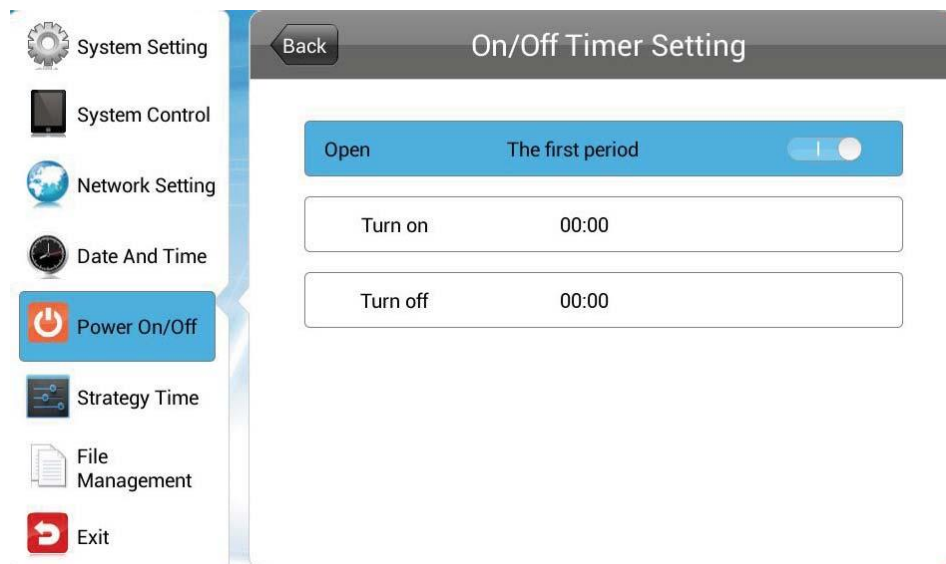 System Setting
System Control
Network Setting
Date And Time
Power On/Off
Strategy Time
File
Management
Exit
Back
On/Off Timer Setting
Open The first period
Turn on 00:00
Turn off 00:00